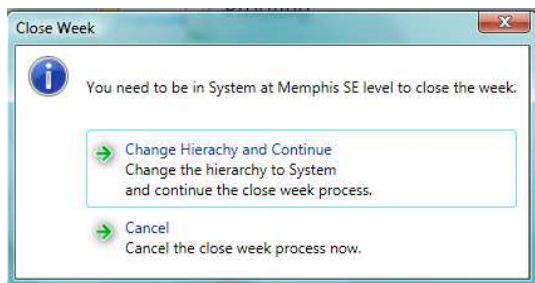 Close Week
You need to be in System at Memphis SE level to close the week.
Change Hierachy and Continue
Change the hierarchy to System
and continue the close week process.
Cancel
Cancel the close week process now.